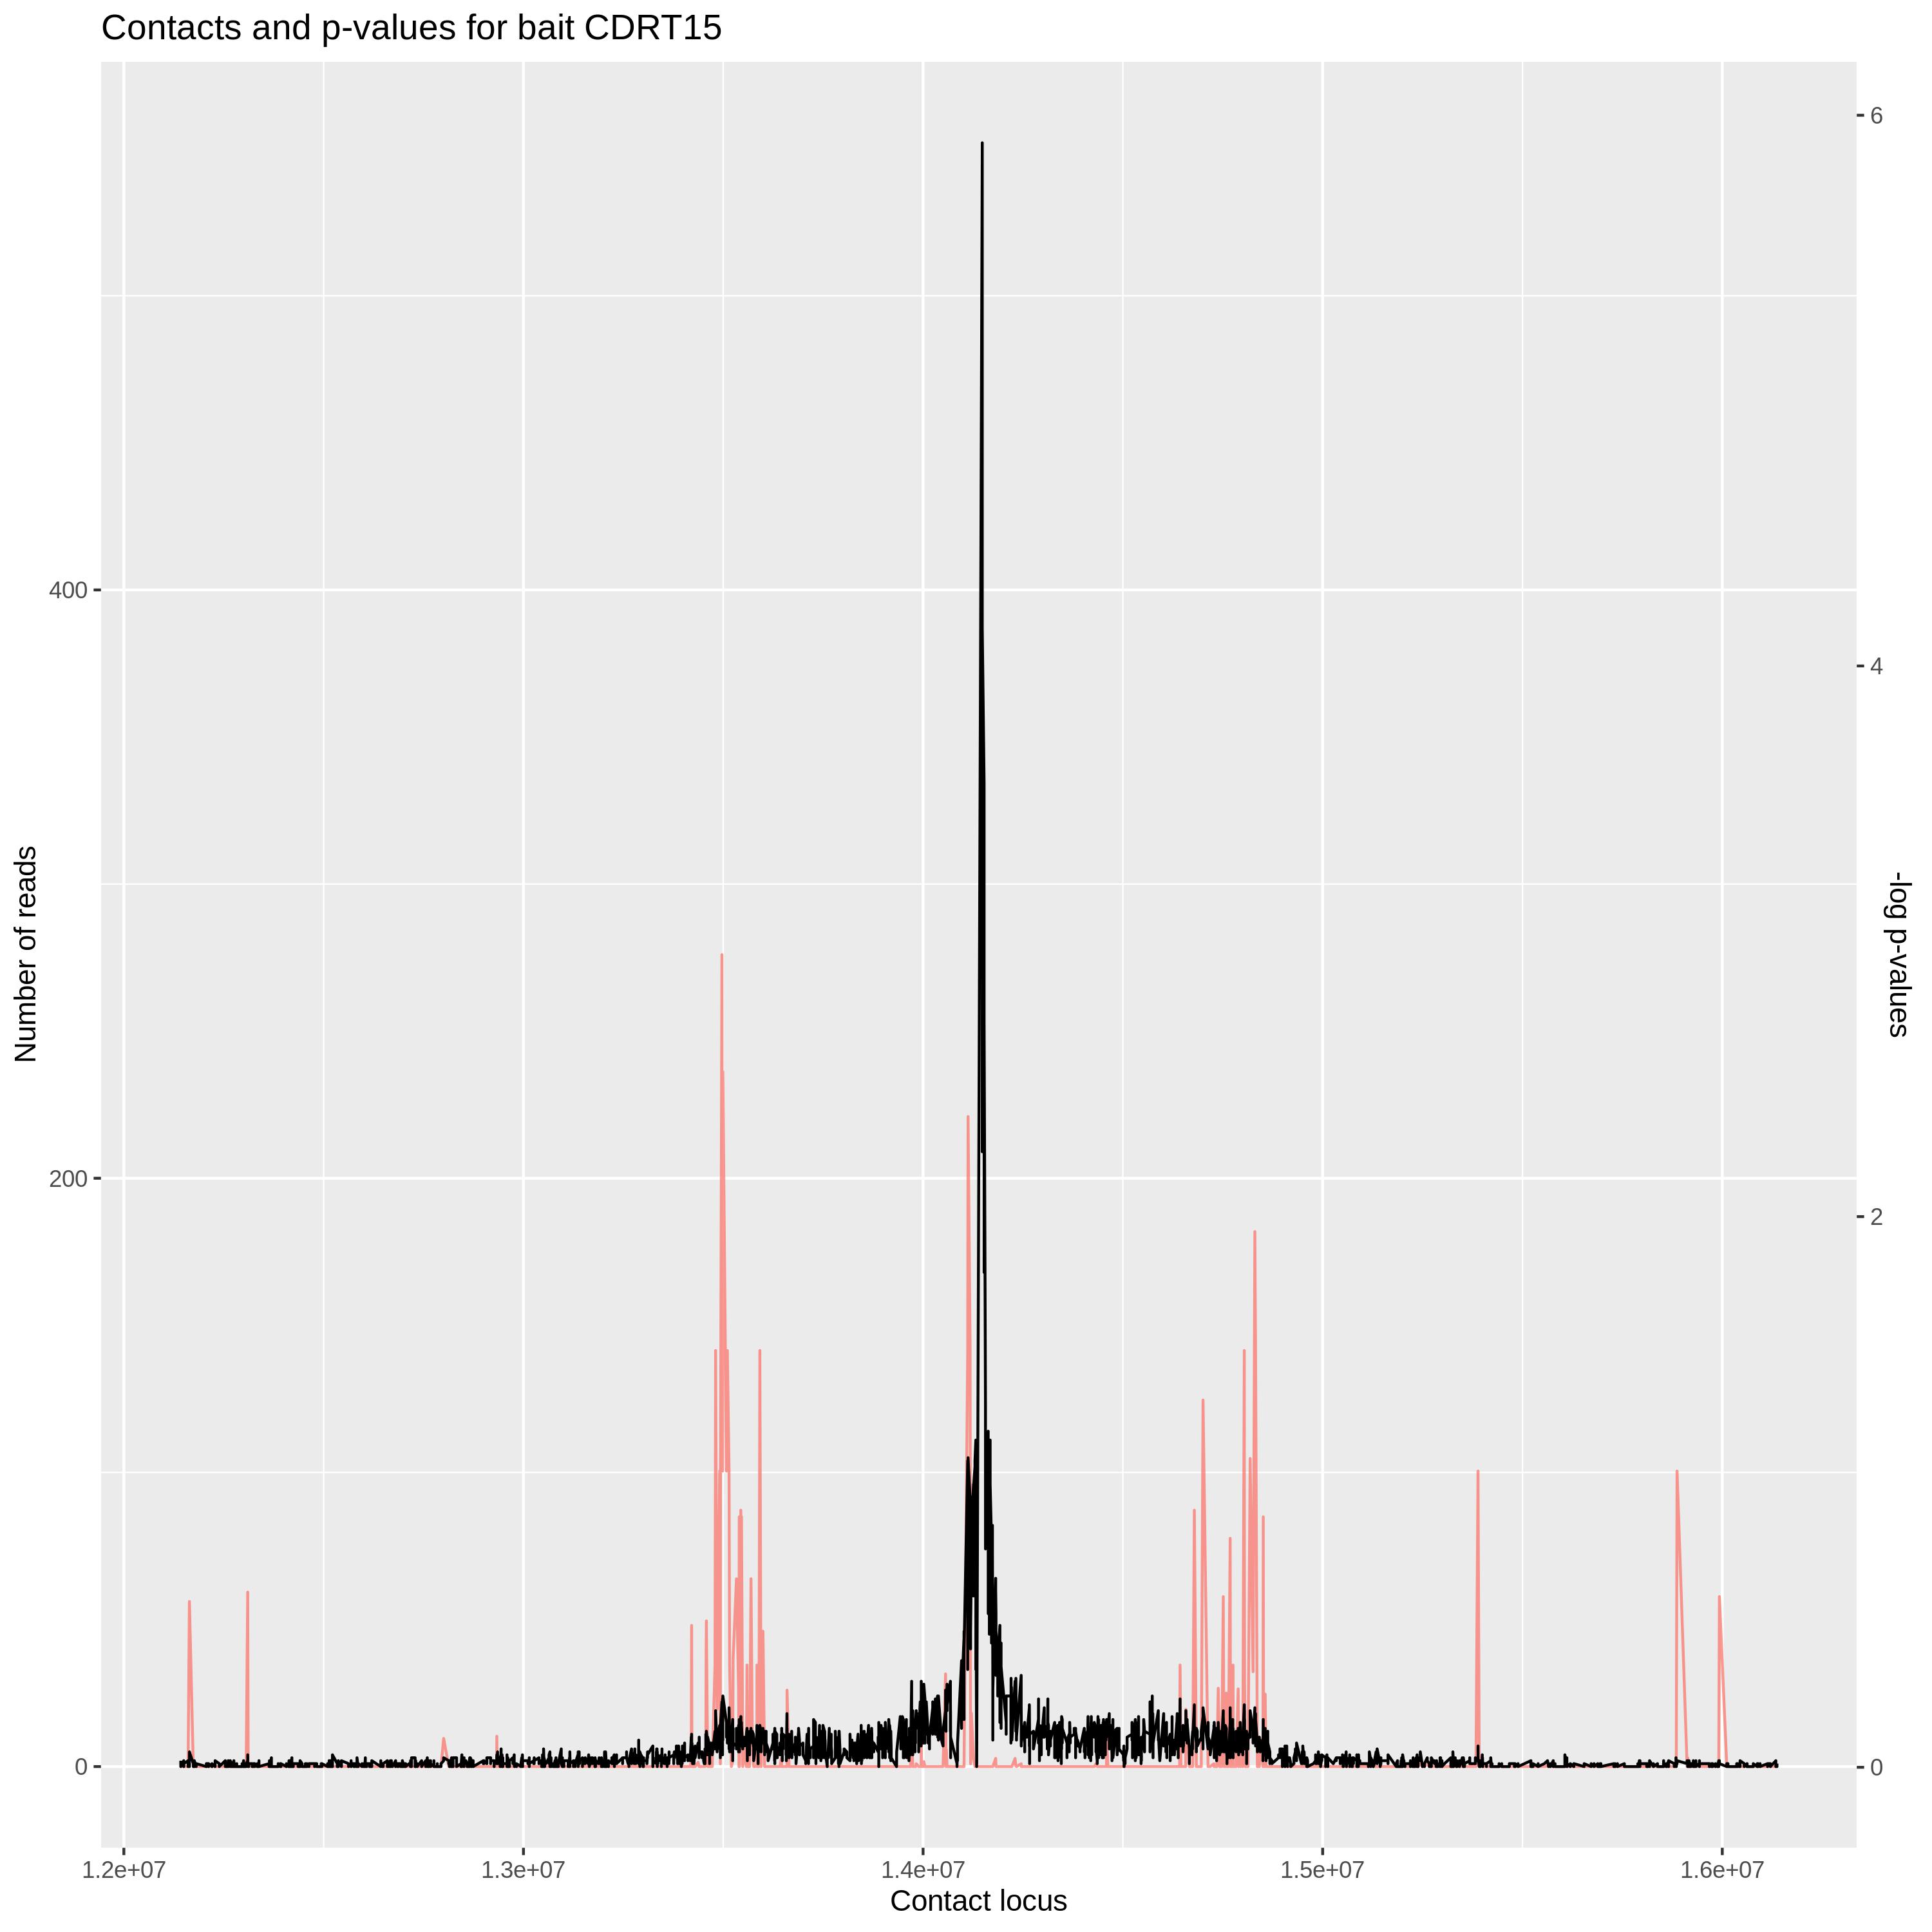 Contacts and p-values for bait CDRT15
6
400
4
Number of reads
-log p-values
200
2
0
0
1.2e+07
1.3e+07
1.4e+07
1.5e+07
1.6e+07
Contact locus